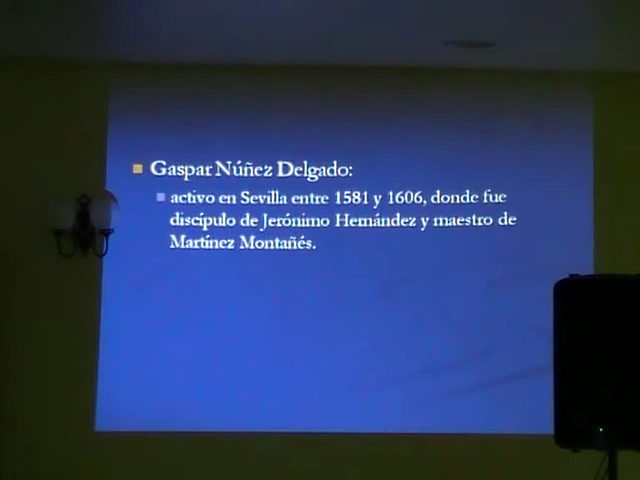 Gaspar Núñez Delgado:
activo en Sevilla entre 1581 y 1606, donde fue
discípulo de Jerónimo Hernández y maestro de
Martínez Montañés.